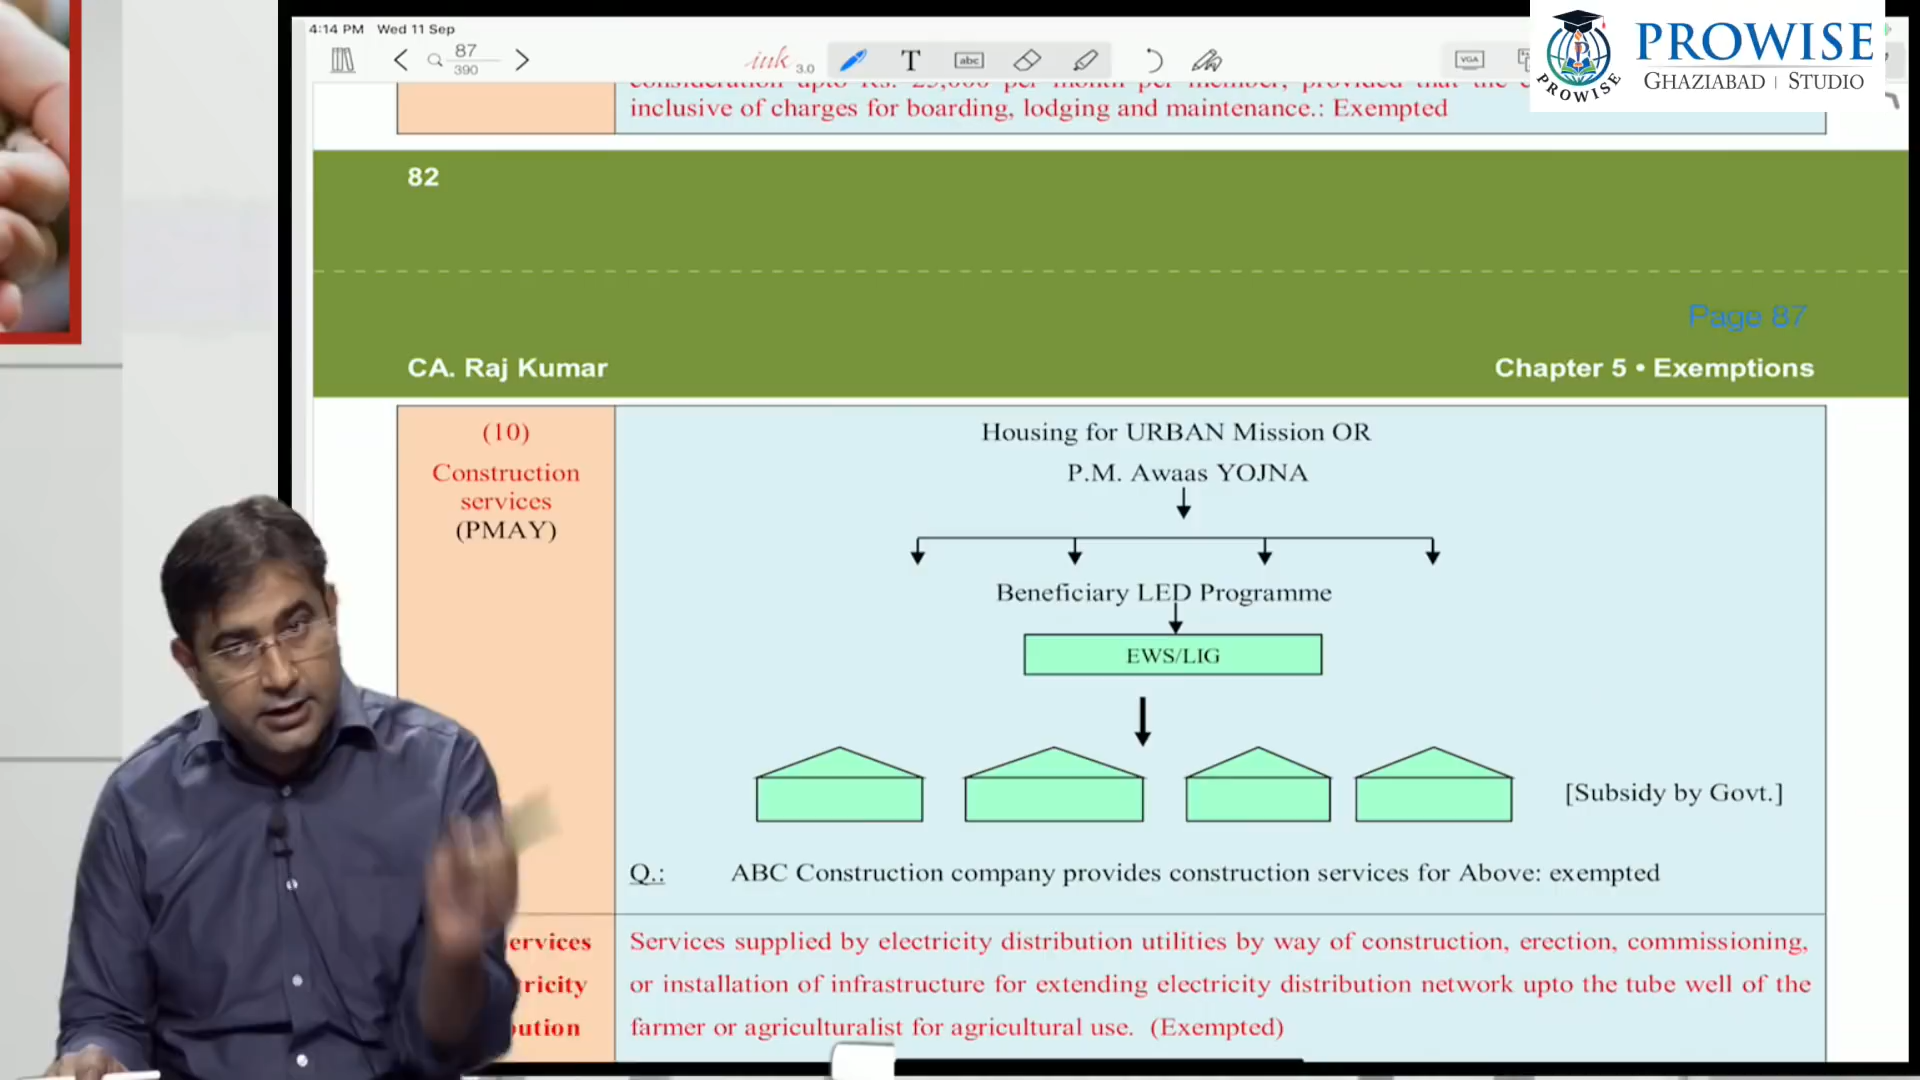 4:14 PM Wed 11 Sep
87
390
ink 3.0
T
abc
VGA
PROWISE
GHAZIABAD | STUDIO
PROWISE
inclusive of charges for boarding, lodging and maintenance.: Exempted
82
Page 87
CA. Raj Kumar
Chapter 5 • Exemptions
(10)
Construction
services
(PMAY)
Housing for URBAN Mission OR
P.M. Awaas YOJNA
Beneficiary LED Programme
EWS/LIG
[Subsidy by Govt.]
Q.: ABC Construction company provides construction services for Above: exempted
Services supplied by electricity distribution utilities by way of construction, erection, commissioning,
or installation of infrastructure for extending electricity distribution network upto the tube well of the
farmer or agriculturalist for agricultural use. (Exempted)